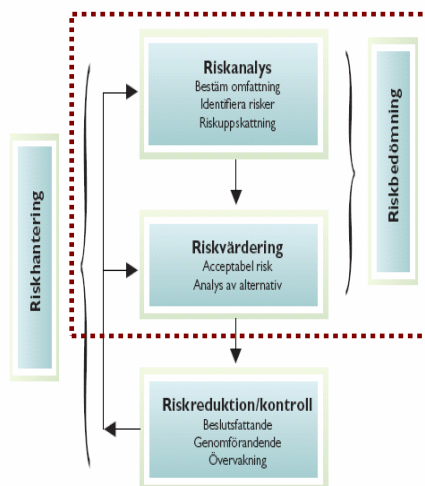 Riskanalys
Bestäm omfattning
Identifiera risker
Riskuppskattning
Riskbedömning
Riskhantering
Riskvärdering
Acceptabel risk
Analys av alternativ
Riskreduktion/kontroll
Beslutsfattande
Genomförandende
Övervakning